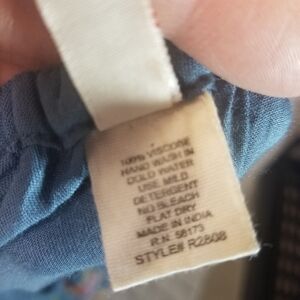 100% VISCOSE
HAND WASH IN
COLD WATER
USE MILD
DETERGENT
NO BLEACH
FLAT DRY
MADE IN INDIA
R.N. 58173
STYLE# R2808